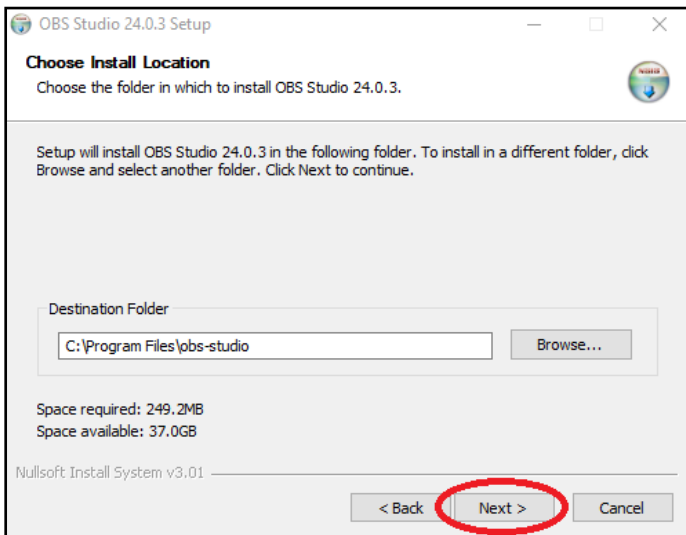 OBS Studio 24.0.3 Setup
Choose Install Location
Choose the folder in which to install OBS Studio 24.0.3.
Setup will install OBS Studio 24.0.3 in the following folder. To install in a different folder, click
Browse and select another folder. Click Next to continue.
Destination Folder
C:\Program Files\obs-studio
Browse...
Space required: 249.2MB
Space available: 37.0GB
Nullsoft Install System v3.01
< Back
Next >
Cancel